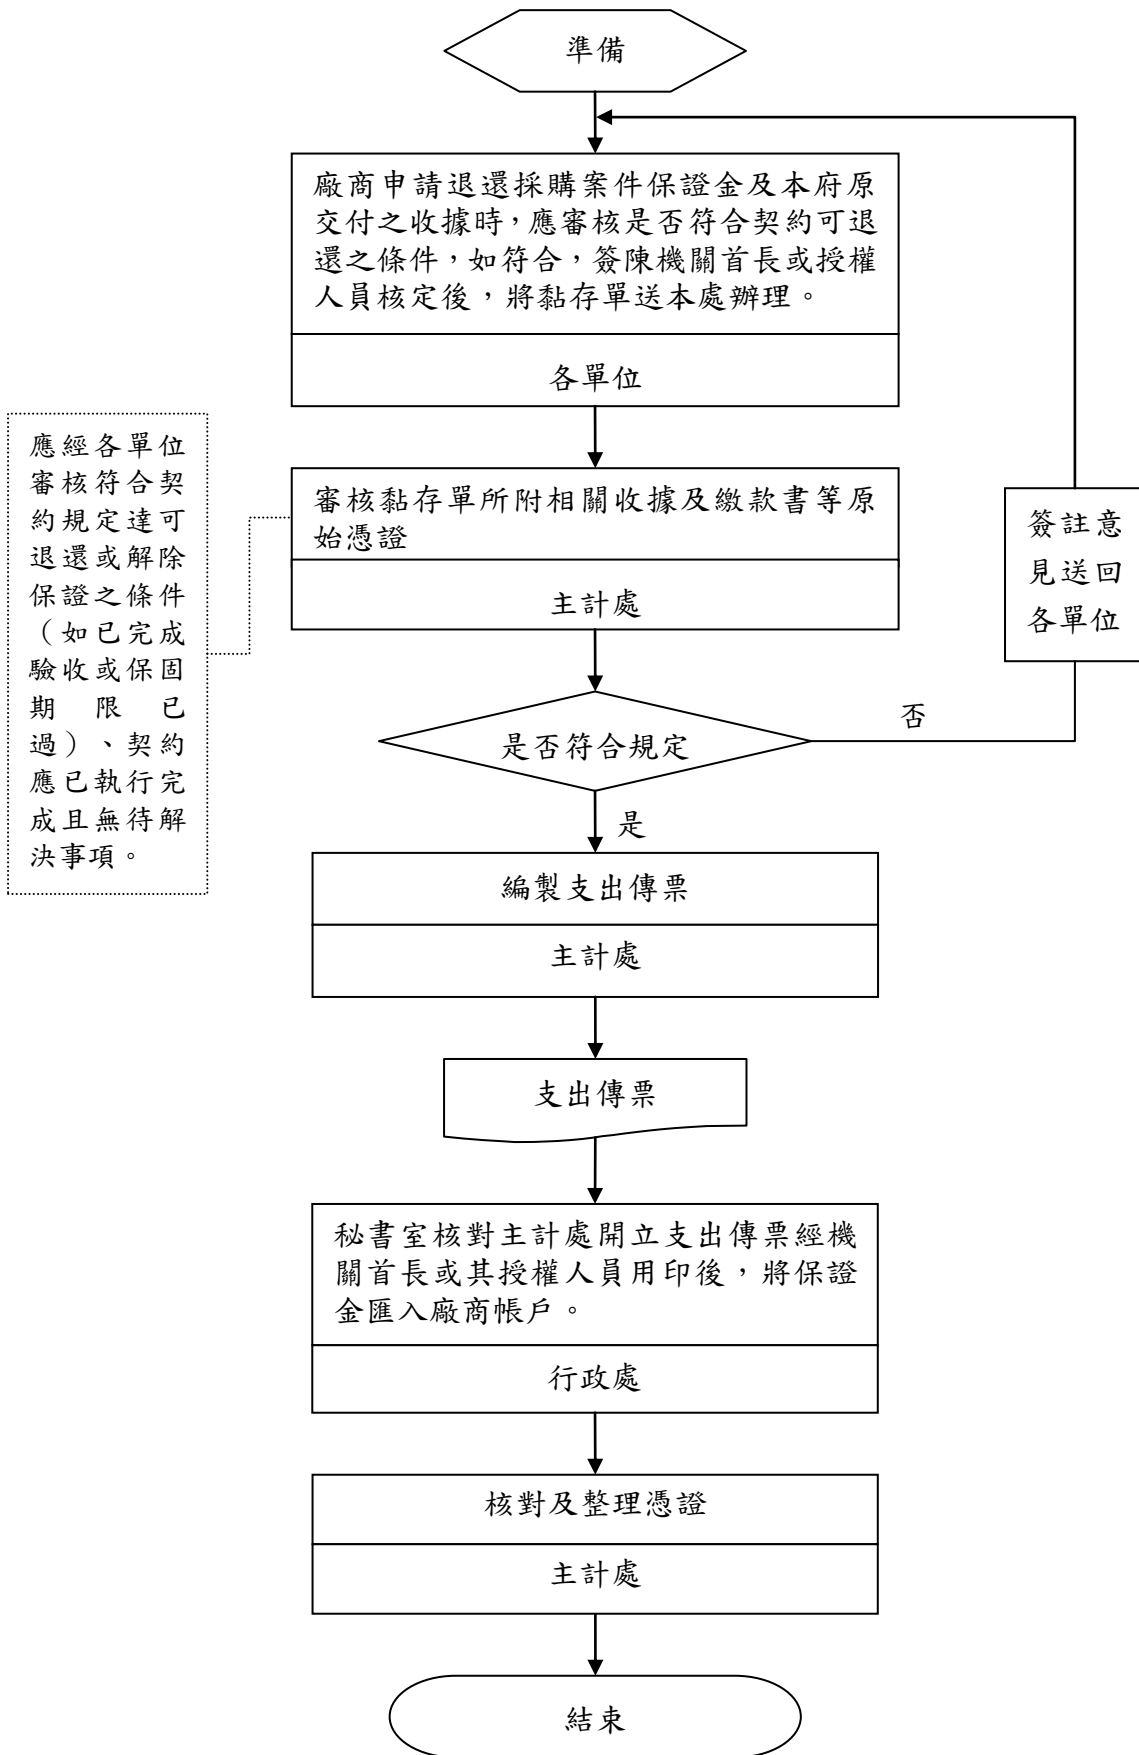 準備
廠商申請退還採購案件保證金及本府原
交付之收據時，應審核是否符合契約可退
還之條件，如符合，簽陳機關首長或授權
人員核定後，將黏存單送本處辦理。
各單位
應經各單位
審核符合契
約規定達可
退還或解除
保證之條件
（如已完成
驗收或保固
期限已
過）、契約
應已執行完
成且無待解
決事項。
審核黏存單所附相關收據及繳款書等原
始憑證
主計處
簽註意
見送回
各單位
是否符合規定
否
是
編製支出傳票
主計處
支出傳票
秘書室核對主計處開立支出傳票經機
關首長或其授權人員用印後，將保證
金匯入廠商帳戶。
行政處
核對及整理憑證
主計處
結束